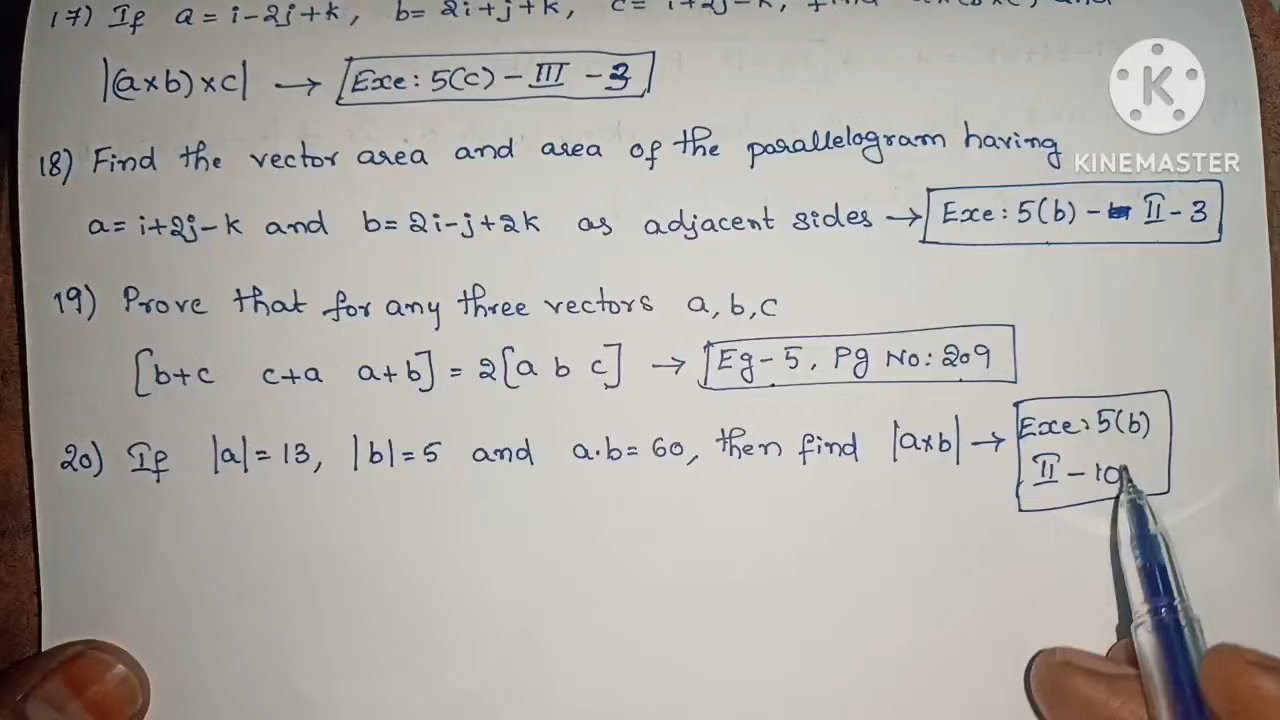 17) If a = i-2j+k, b= 2i+j+k, c= i+2j-k,
|(a×b)×c| → Exe: 5(c) - III - 3
K
KINEMASTER
18) Find the vector area and area of the parallelogram having
a= i+2j-k and b= 2i-j+2k as adjacent sides → Exe: 5(b) - II - 3
19) Prove that for any three vectors a, b, c
[b+c c+a a+b] = 2[a b c] → Eg-5, Pg No: 209
20) If |a|= 13, |b|= 5 and a.b= 60, then find |a×b| → Exe: 5(b)
II - 10